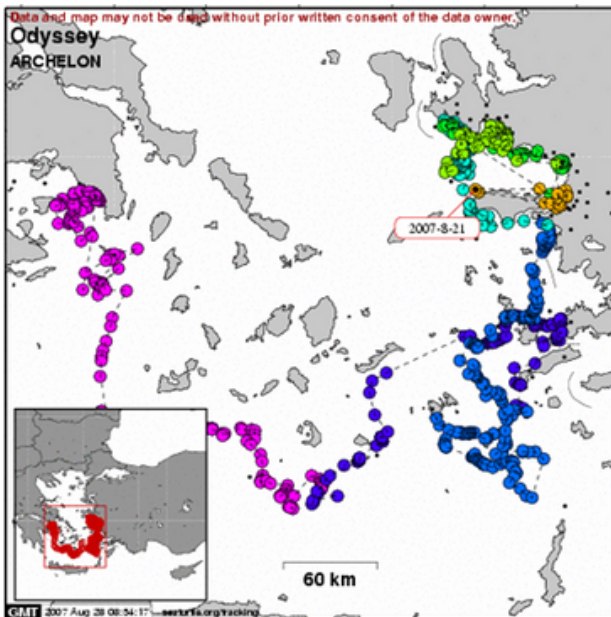 Data and map may not be used without prior written consent of the data owner.
Odyssey
ARCHELON
2007-8-21
60 km
GMT 2007 Aug 28 08:54:17 seaturtle.org/tracking